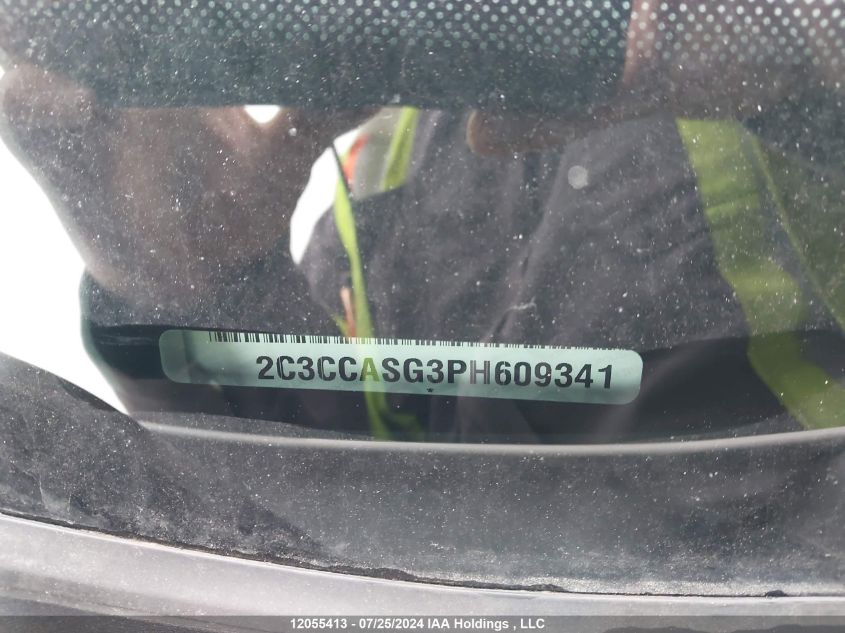 2C3CCASG3PH609341
*
12055413 - 07/25/2024 IAA Holdings , LLC